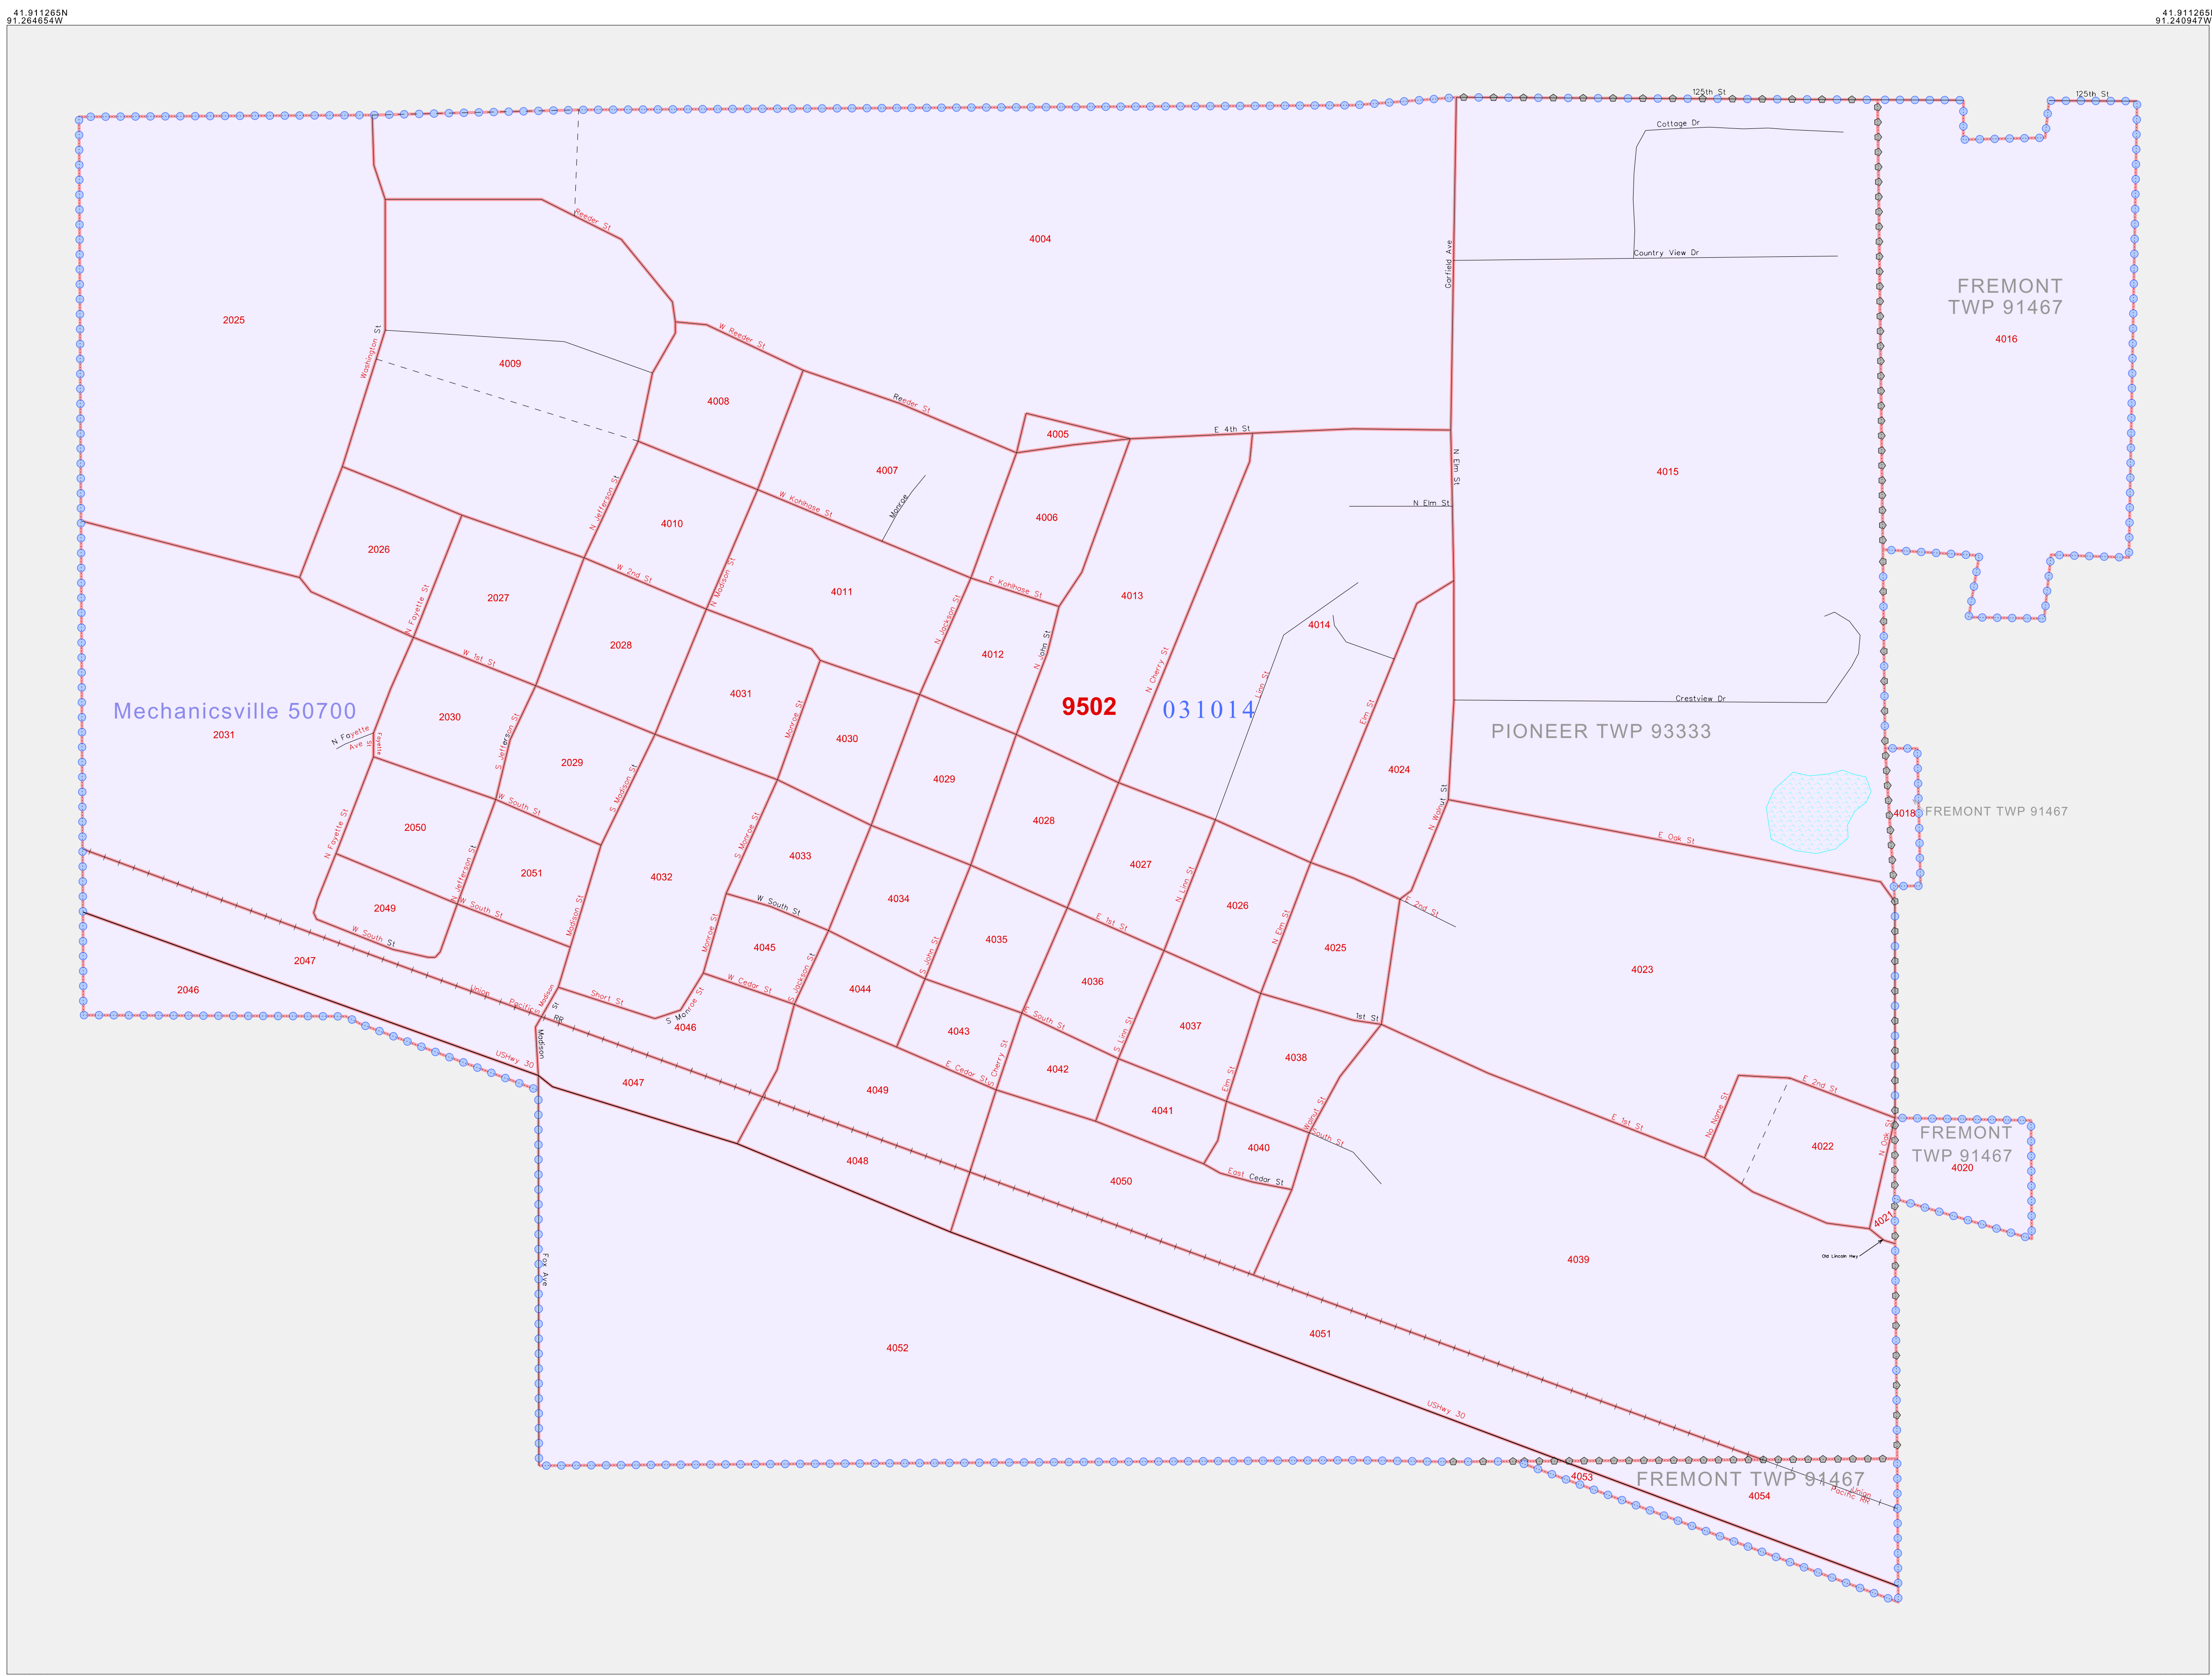 41.911265N
91.264654W
41.911265
91.240947W
125th St
125th St
Cottage Dr
Reeder St
4004
Garfield Ave
Country View Dr
FREMONT
TWP 91467
4016
2025
Washington St
W Reeder St
4009
4008
Reeder St
4005
E 4th St
4007
N Elm St
4015
Monroe
W Kohlhase St
N Elm St
4006
N Jefferson St
4010
2026
W 2nd St
N Madison St
4011
E Kohlhase St
4013
2027
N Fayette St
N Jackson St
4014
2028
N John St
4012
W 1st St
N Cherry St
Linn St
4031
Crestview Dr
9502
031014
Mechanicsville 50700
2031
2030
Monroe St
Elm St
PIONEER TWP 93333
N Fayette
Ave
St
Fayette
S Jefferson St
4030
2029
4029
4024
S Madison St
W South St
N Walnut St
4018
FREMONT TWP 91467
4028
2050
N Fayette St
S Monroe St
E Oak St
4033
4027
2051
4032
N Jefferson St
N Linn St
2049
W South St
W South St
4034
4026
E 2nd St
W South St
Madison St
Monroe St
E 1st St
N Elm St
4025
4035
4045
S John St
4023
2047
2046
Union
Pacific
RR
Madison
St
S
Short St
S Monroe St
W Cedar St
S Jackson St
4044
4036
4046
E South St
1st St
4043
4037
Madison
USHwy 30
4047
4049
E Cedar St
S Cherry St
4042
S Linn St
4038
4041
Elm St
E 2nd St
No Name St
E 1st St
4022
N Oak St
FREMONT
TWP 91467
4020
Walnut St
South St
4040
4048
4050
East Cedar St
4021
Old Lincoln Hwy
4039
Fox Ave
4051
4052
USHwy 30
4053
FREMONT TWP 91467
4054
Union
Pacific RR